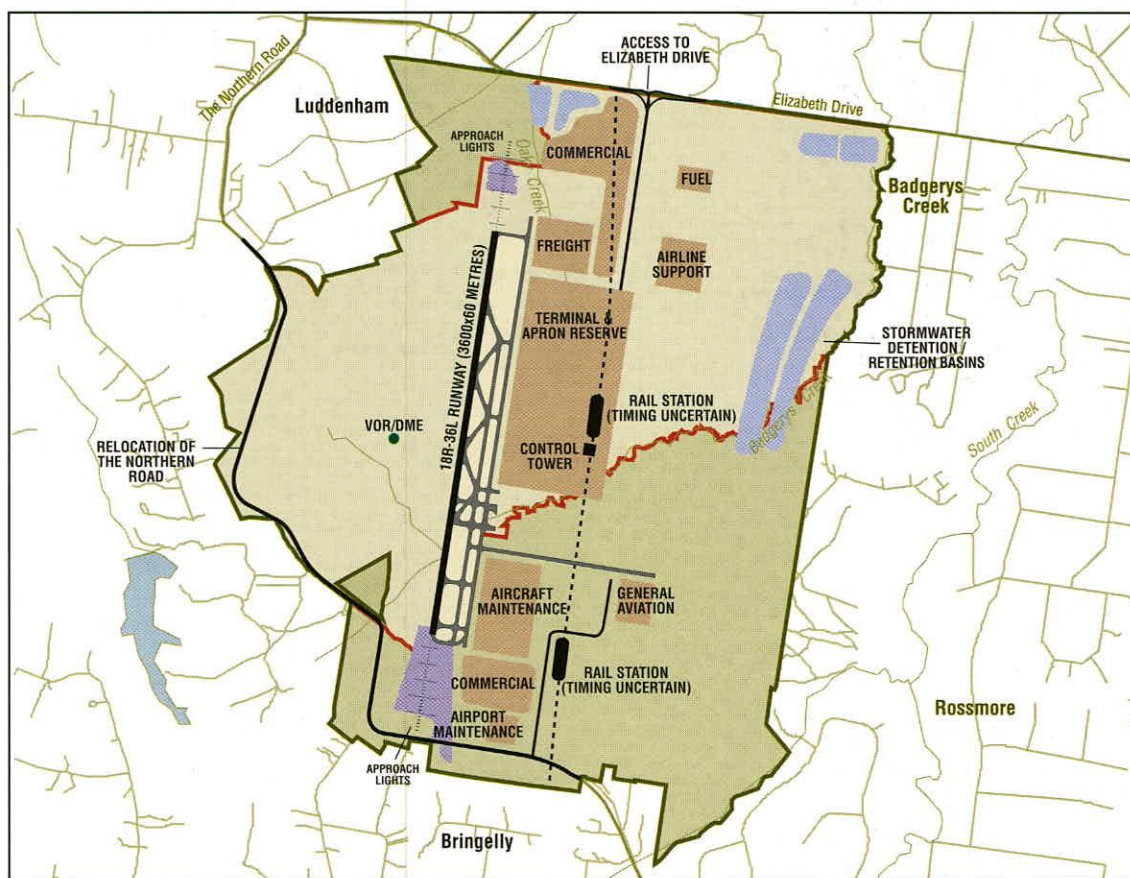 ACCESS TO
ELIZABETH DRIVE
The Northern Road
Luddenham
Elizabeth Drive
APPROACH
LIGHTS
COMMERCIAL
Oaky Creek
FUEL
Badgerys
Creek
FREIGHT
AIRLINE
SUPPORT
18R-36L RUNWAY (3600x60 METRES)
TERMINAL &
APRON RESERVE
STORMWATER
DETENTION
RETENTION BASINS
RAIL STATION
(TIMING UNCERTAIN)
VOR/DME
CONTROL
TOWER
Badgerys Creek
South Creek
RELOCATION OF
THE NORTHERN
ROAD
AIRCRAFT
MAINTENANCE
GENERAL
AVIATION
RAIL STATION
(TIMING UNCERTAIN)
COMMERCIAL
Rossmore
AIRPORT
MAINTENANCE
APPROACH
LIGHTS
Bringelly